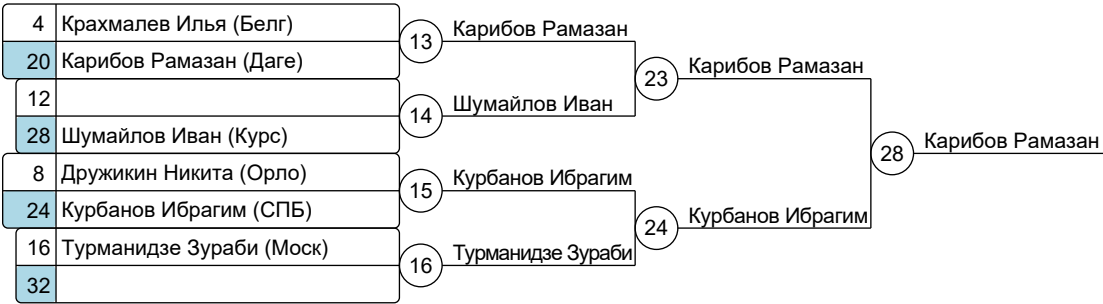 4 Крахмалев Илья (Белг)
20 Карибов Рамазан (Даге)
12
28 Шумайлов Иван (Курс)
8 Дружикин Никита (Орло)
24 Курбанов Ибрагим (СПБ)
16 Турманидзе Зураби (Моск)
32
13
Карибов Рамазан
14
Шумайлов Иван
15
Курбанов Ибрагим
16
Турманидзе Зураби
23
Карибов Рамазан
24
Курбанов Ибрагим
28
Карибов Рамазан